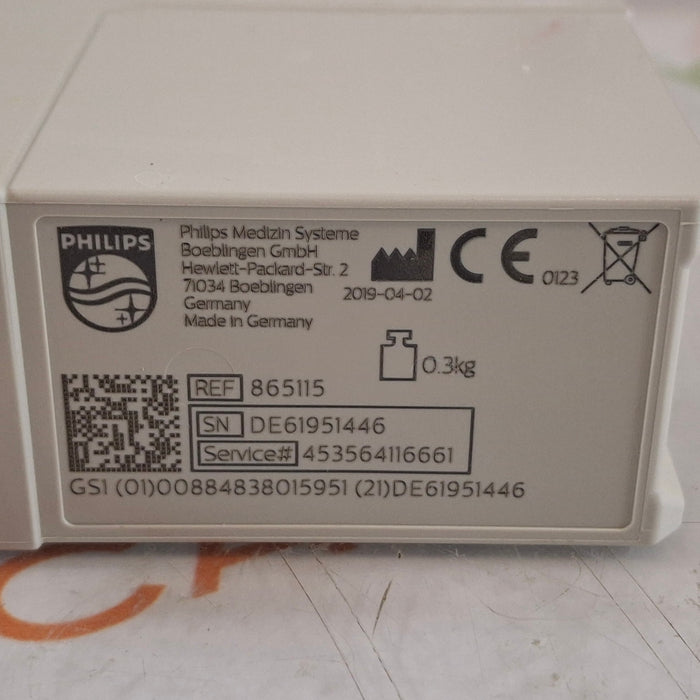 PHILIPS
Philips Medizin Systeme
Boeblingen GmbH
Hewlett-Packard-Str. 2
71034 Boeblingen
Germany
Made in Germany
2019-04-02
CE 0123
0.3kg
REF 865115
SN DE61951446
Service# 453564116661
GS1 (01)00884838015951 (21)DE61951446